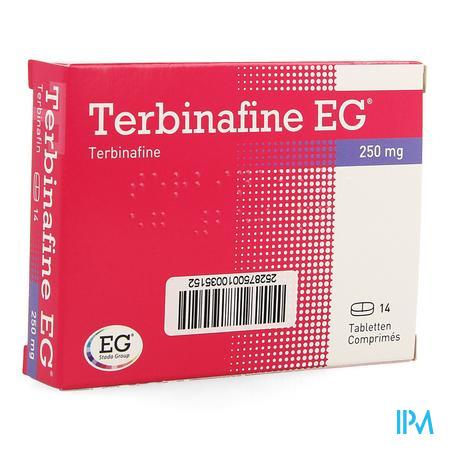 Terbinafine EG®
Terbinafine
250 mg
2528750010035152
14
Tabletten
Comprimés
EG®
Stada Group
Terbinafine EG®
Terbinafin
14
250 mg
EG®
IPM